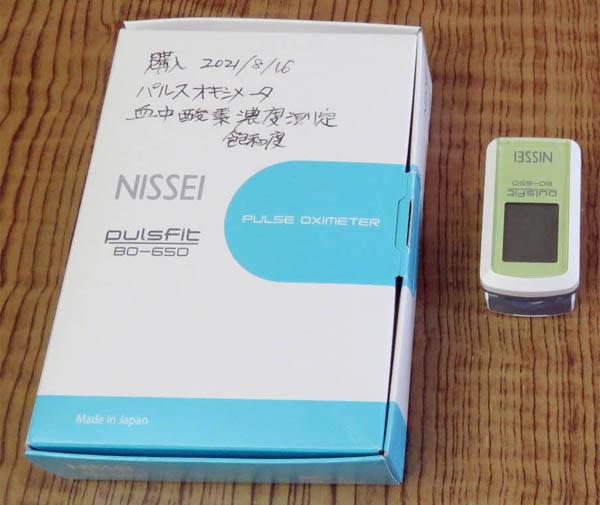 購入 2021/8/16
パルスオキシメータ
血中酸素濃度測定
飽和度
NISSEI
PULSE OXIMETER
pulsfit
BO-650
Made in Japan
NISSEI
NISSEI
pulsfit
BO-650